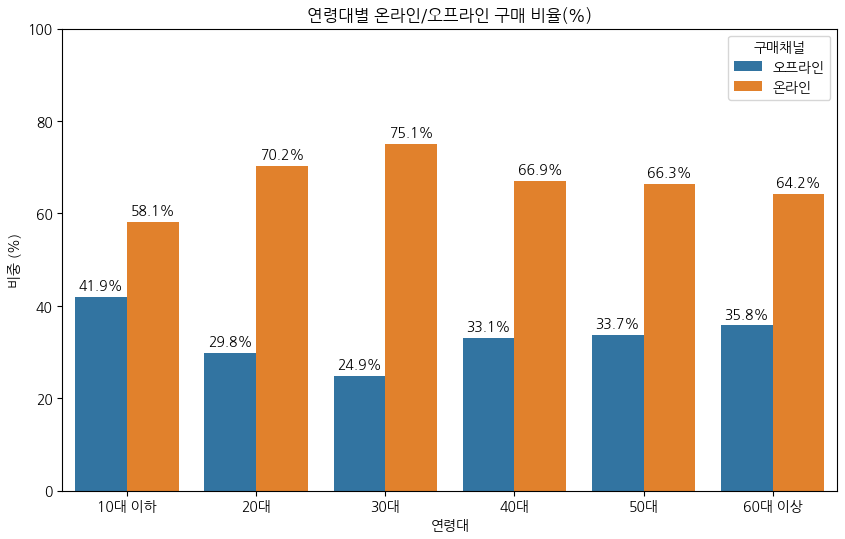 연령대별 온라인/오프라인 구매 비율(%)
구매채널
오프라인
온라인
비중 (%)
100
80
60
40
20
0
41.9%
58.1%
29.8%
70.2%
24.9%
75.1%
33.1%
66.9%
33.7%
66.3%
35.8%
64.2%
10대 이하
20대
30대
40대
50대
60대 이상
연령대